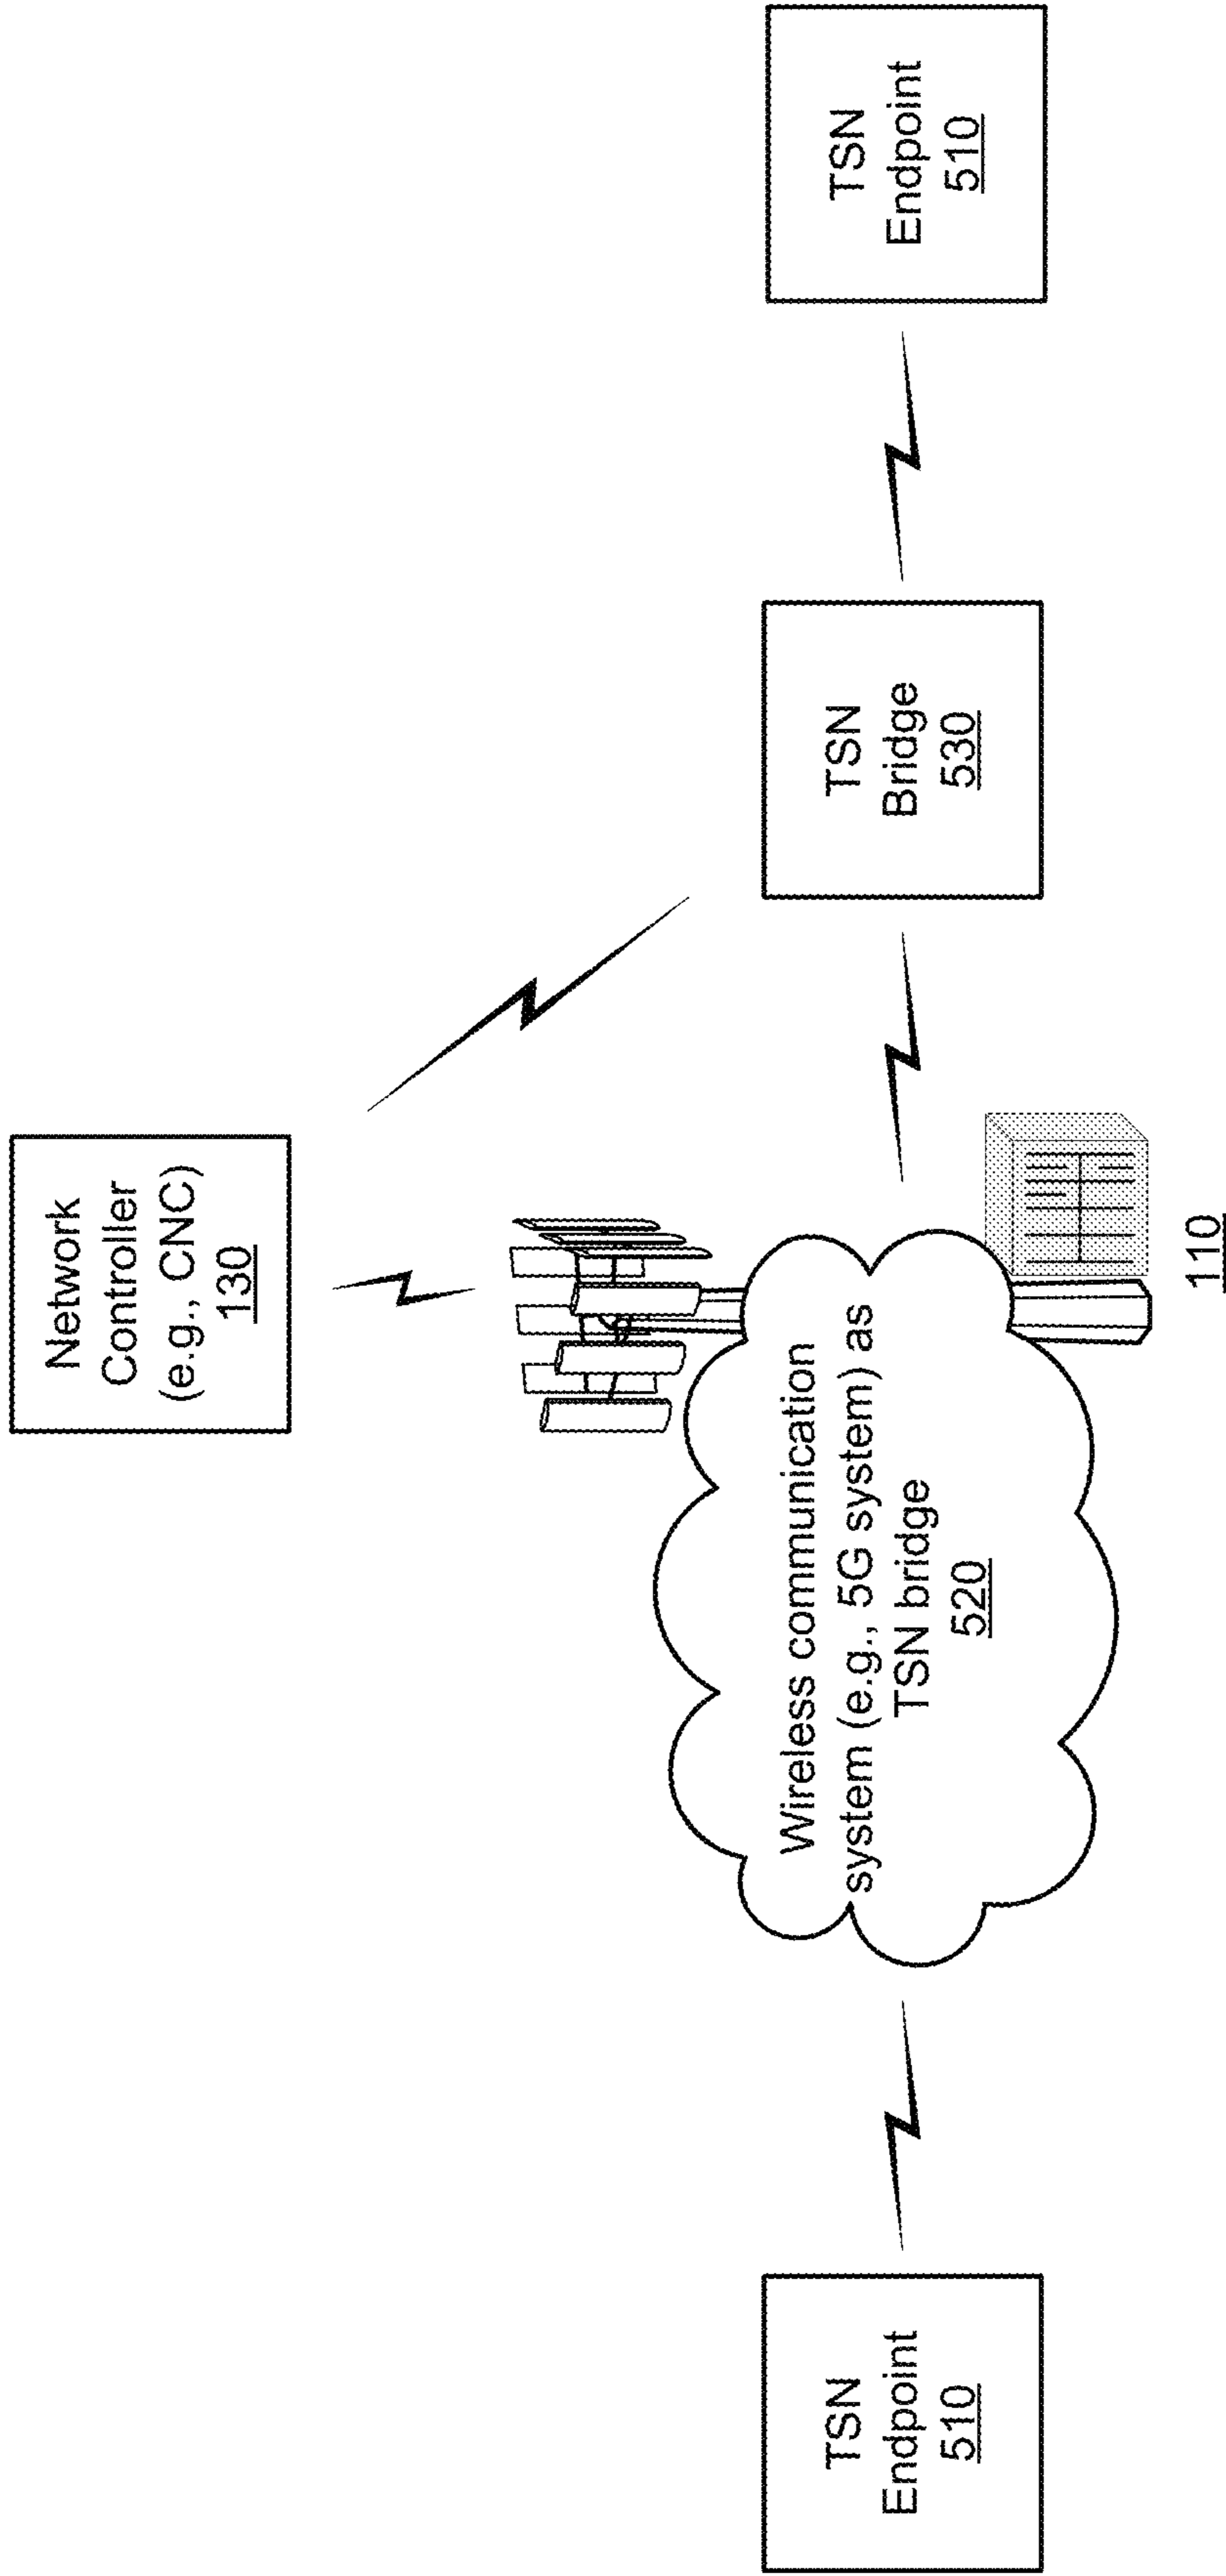 Network
Controller
(e.g., CNC)
130
TSN
Endpoint
510
Wireless communication
system (e.g., 5G system) as
TSN bridge
520
110
TSN
Bridge
530
TSN
Endpoint
510